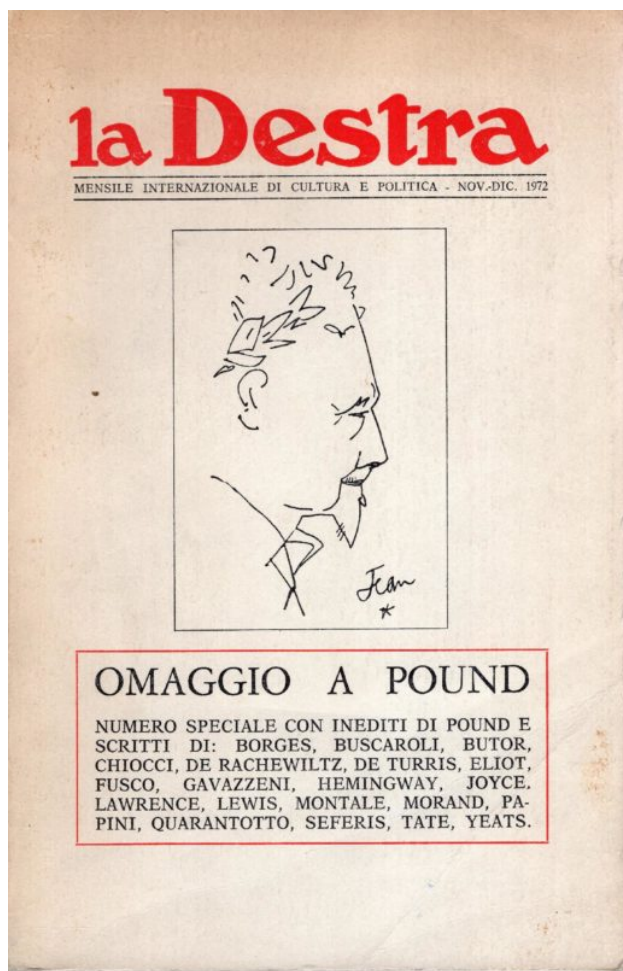 la Destra
MENSILE INTERNAZIONALE DI CULTURA E POLITICA - NOV.-DIC. 1972
Jean
*
OMAGGIO A POUND
NUMERO SPECIALE CON INEDITI DI POUND E
SCRITTI DI: BORGES, BUSCAROLI, BUTOR,
CHIOCCI, DE RACHEWILTZ, DE TURRIS, ELIOT,
FUSCO, GAVAZZENI, HEMINGWAY, JOYCE.
LAWRENCE, LEWIS, MONTALE, MORAND, PA-
PINI, QUARANTOTTO, SEFERIS, TATE, YEATS.